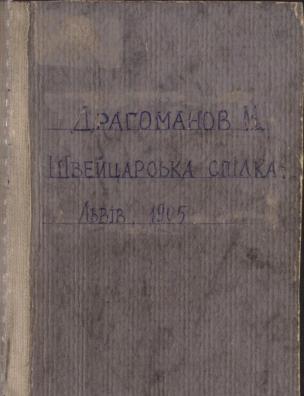 ДРАГОМАНОВ М.
ШВЕЙЦАРСЬКА СПІЛКА.
ЛЬВІВ. 1905